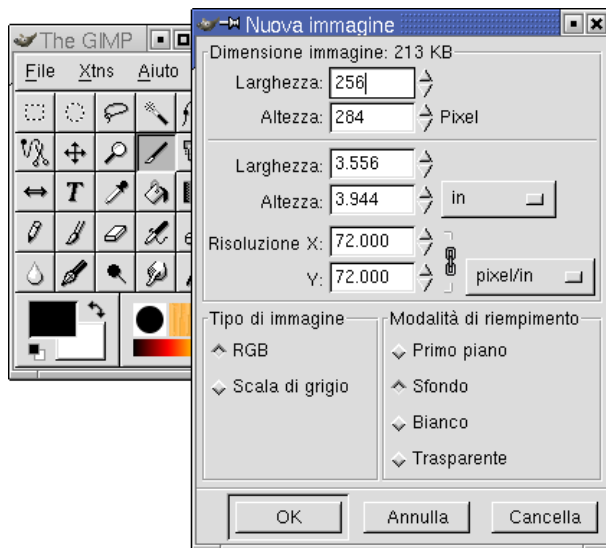 The GIMP
File Xtns Aiuto
Nuova immagine
Dimensione immagine: 213 KB
Larghezza: 256
Altezza: 284 Pixel
Larghezza: 3.556
Altezza: 3.944 in
Risoluzione X: 72.000
Y: 72.000 pixel/in
Tipo di immagine
RGB
Scala di grigio
Modalità di riempimento
Primo piano
Sfondo
Bianco
Trasparente
OK Annulla Cancella